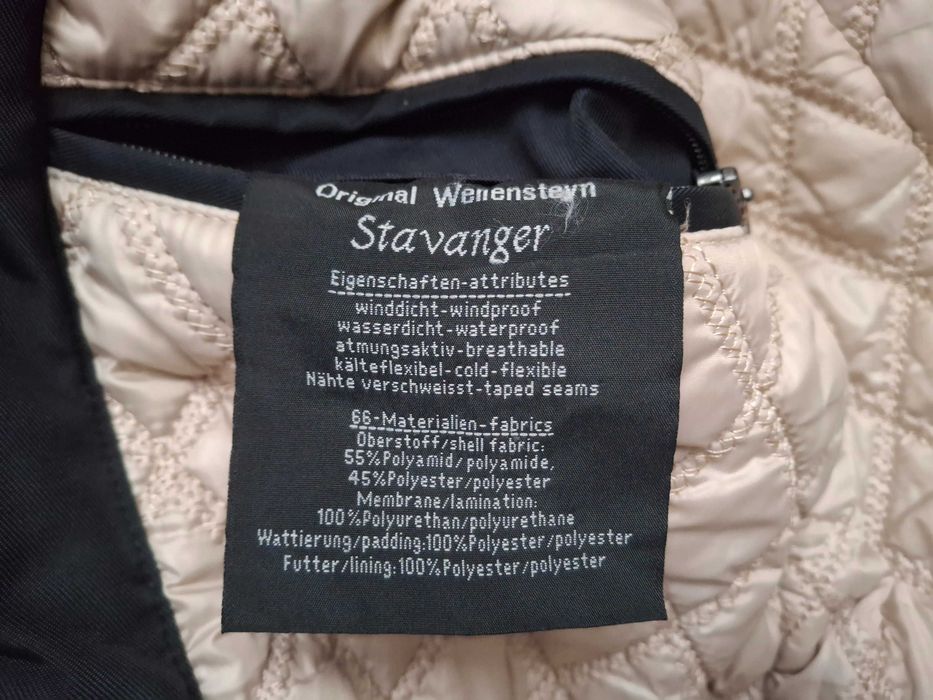 Original Wellensteyn
Stavanger
Eigenschaften-attributes
winddicht-windproof
wasserdicht-waterproof
atmungsaktiv-breathable
kälteflexibel-cold-flexible
Nähte verschweisst-taped seams
66-Materialien-fabrics
Oberstoff/shell fabric:
55%Polyamid/polyamide,
45%Polyester/polyester
Membrane/lamination:
100%Polyurethan/polyurethane
Wattierung/padding:100%Polyester/polyester
Futter/lining:100%Polyester/polyester